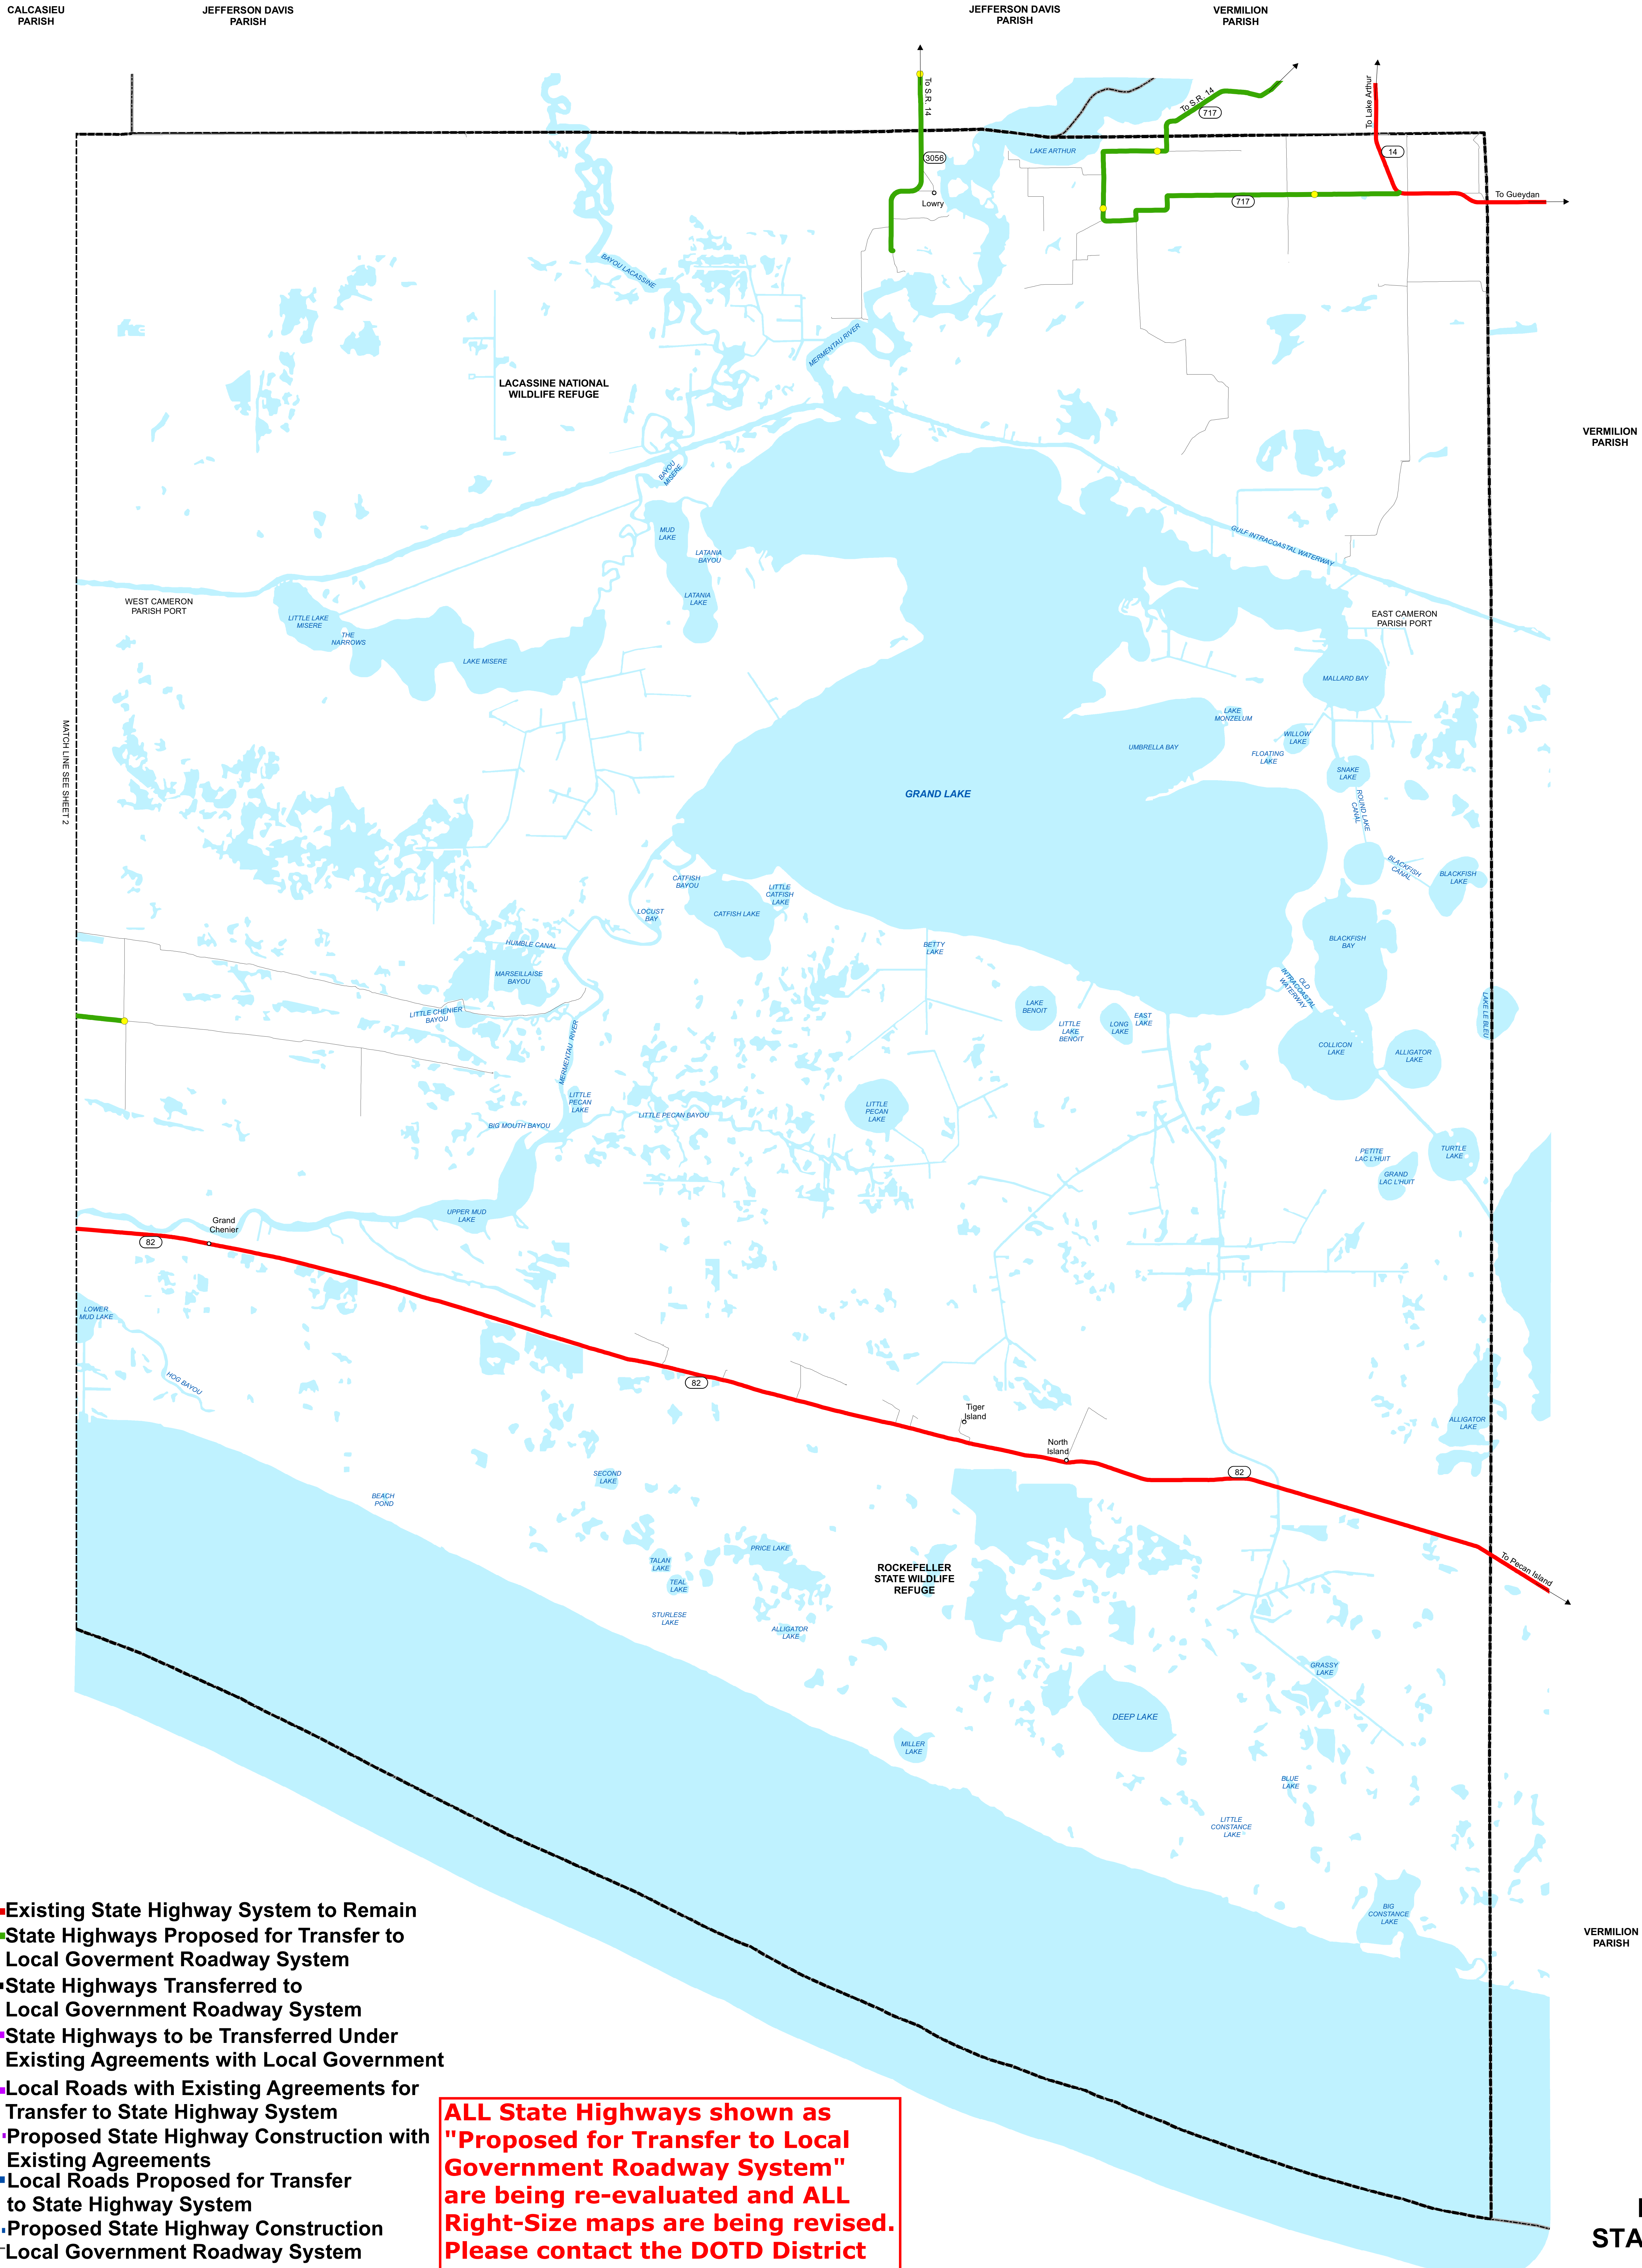 CALCASIEU
PARISH
JEFFERSON DAVIS
PARISH
JEFFERSON DAVIS
PARISH
VERMILION
PARISH
To S.R. 14
To S.R. 14
717
To Lake Arthur
LAKE ARTHUR
3056
14
Lowry
717
To Gueydan
BAYOU LACASSINE
MERMENTAU RIVER
LACASSINE NATIONAL
WILDLIFE REFUGE
VERMILION
PARISH
BAYOU
MISERE
MUD
LAKE
LATANIA
BAYOU
LATANIA
LAKE
GULF INTRACOASTAL WATERWAY
WEST CAMERON
PARISH PORT
EAST CAMERON
PARISH PORT
LITTLE LAKE
MISERE
THE
NARROWS
LAKE MISERE
MALLARD BAY
LAKE
MONZELUM
WILLOW
LAKE
UMBRELLA BAY
FLOATING
LAKE
SNAKE
LAKE
MATCH LINE SEE SHEET 2
GRAND LAKE
ROUND LAKE
CANAL
BLACKFISH
CANAL
BLACKFISH
LAKE
CATFISH
BAYOU
LITTLE
CATFISH
LAKE
CATFISH LAKE
LOCUST
BAY
HUMBLE CANAL
BETTY
LAKE
BLACKFISH
BAY
MARSEILLAISE
BAYOU
OLD
INTRACOASTAL
WATERWAY
LAKE LE BLEU
LITTLE CHENIER
BAYOU
LAKE
BENOIT
LITTLE
LAKE
BENOIT
LONG
LAKE
EAST
LAKE
COLLICON
LAKE
ALLIGATOR
LAKE
MERMENTAU RIVER
LITTLE
PECAN
LAKE
LITTLE PECAN BAYOU
LITTLE
PECAN
LAKE
BIG MOUTH BAYOU
PETITE
LAC L'HUIT
GRAND
LAC L'HUIT
TURTLE
LAKE
UPPER MUD
LAKE
Grand
Chenier
82
LOWER
MUD LAKE
HOG BAYOU
82
Tiger
Island
North
Island
ALLIGATOR
LAKE
82
SECOND
LAKE
BEACH
POND
PRICE LAKE
TALAN
LAKE
TEAL
LAKE
STURLESE
LAKE
ALLIGATOR
LAKE
ROCKEFELLER
STATE WILDLIFE
REFUGE
To Pecan Island
GRASSY
LAKE
DEEP LAKE
MILLER
LAKE
BLUE
LAKE
LITTLE
CONSTANCE
LAKE
BIG
CONSTANCE
LAKE
VERMILION
PARISH
Existing State Highway System to Remain
State Highways Proposed for Transfer to
Local Goverment Roadway System
State Highways Transferred to
Local Government Roadway System
State Highways to be Transferred Under
Existing Agreements with Local Government
Local Roads with Existing Agreements for
Transfer to State Highway System
Proposed State Highway Construction with
Existing Agreements
Local Roads Proposed for Transfer
to State Highway System
Proposed State Highway Construction
Local Government Roadway System
ALL State Highways shown as
"Proposed for Transfer to Local
Government Roadway System"
are being re-evaluated and ALL
Right-Size maps are being revised.
Please contact the DOTD District
STA